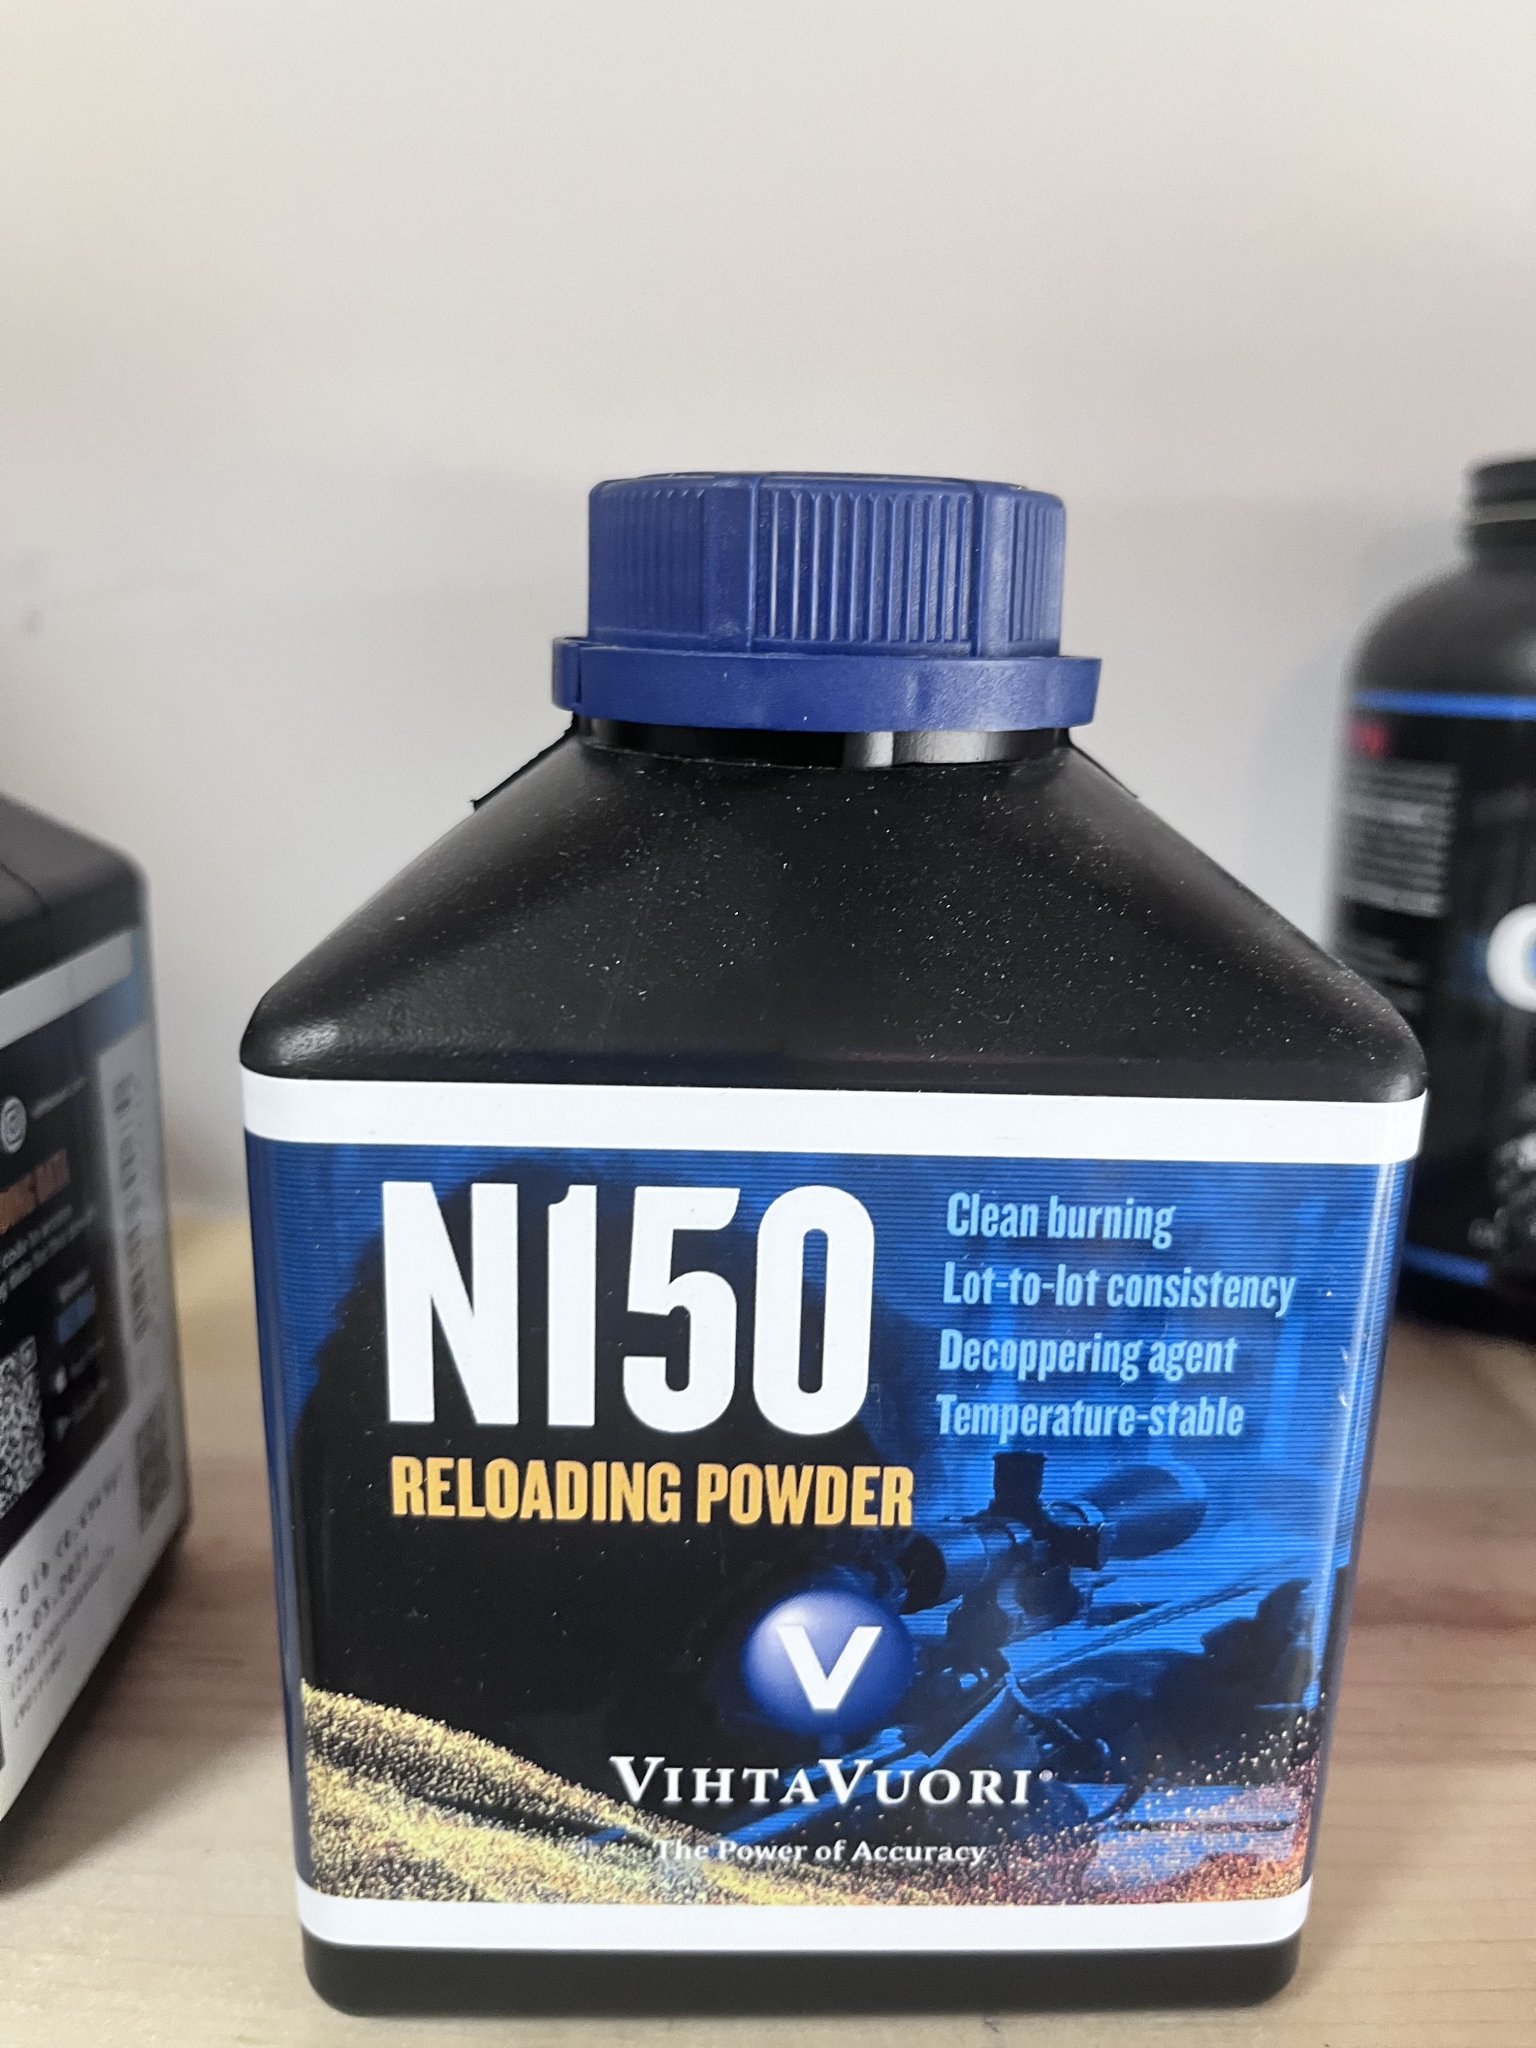 N150
RELOADING POWDER
Clean burning
Lot-to-lot consistency
Decoppering agent
Temperature-stable
V
VIHTAVUORI®
The Power of Accuracy